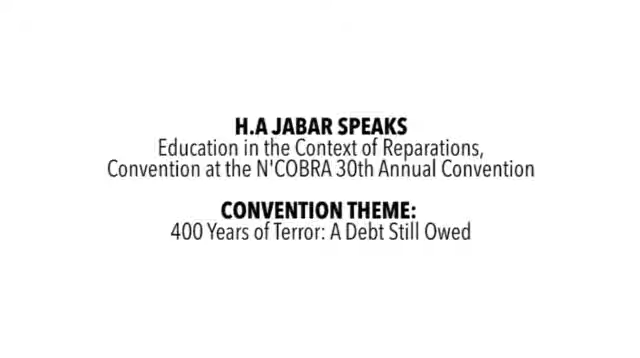 H.A JABAR SPEAKS
Education in the Context of Reparations,
Convention at the N'COBRA 30th Annual Convention
CONVENTION THEME:
400 Years of Terror: A Debt Still Owed